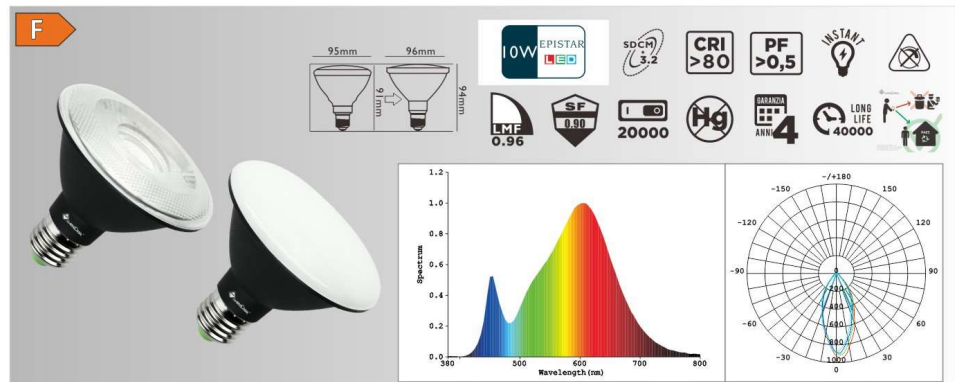 F
95mm
96mm
91mm
94mm
10W
EPISTAR
LED
SDCM
3.2
CRI
>80
PF
>0,5
INSTANT
LMF
0.96
SF
0.90
20000
Hg
GARANZIA
ANNI 4
LONG
LIFE
40000
Spectrum
1.2
1.0
0.8
0.6
0.4
0.2
0.0
380
500
600
700
800
Wavelength(nm)
-/+180
-150
150
-120
120
-90
90
-60
60
-30
30
0
0
200
400
600
800
1000